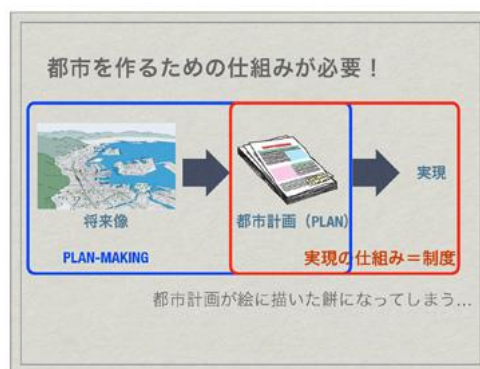 都市を作るための仕組みが必要！
将来像
都市計画（PLAN）
実現
PLAN-MAKING
実現の仕組み＝制度
都市計画が絵に描いた餅になってしまう…